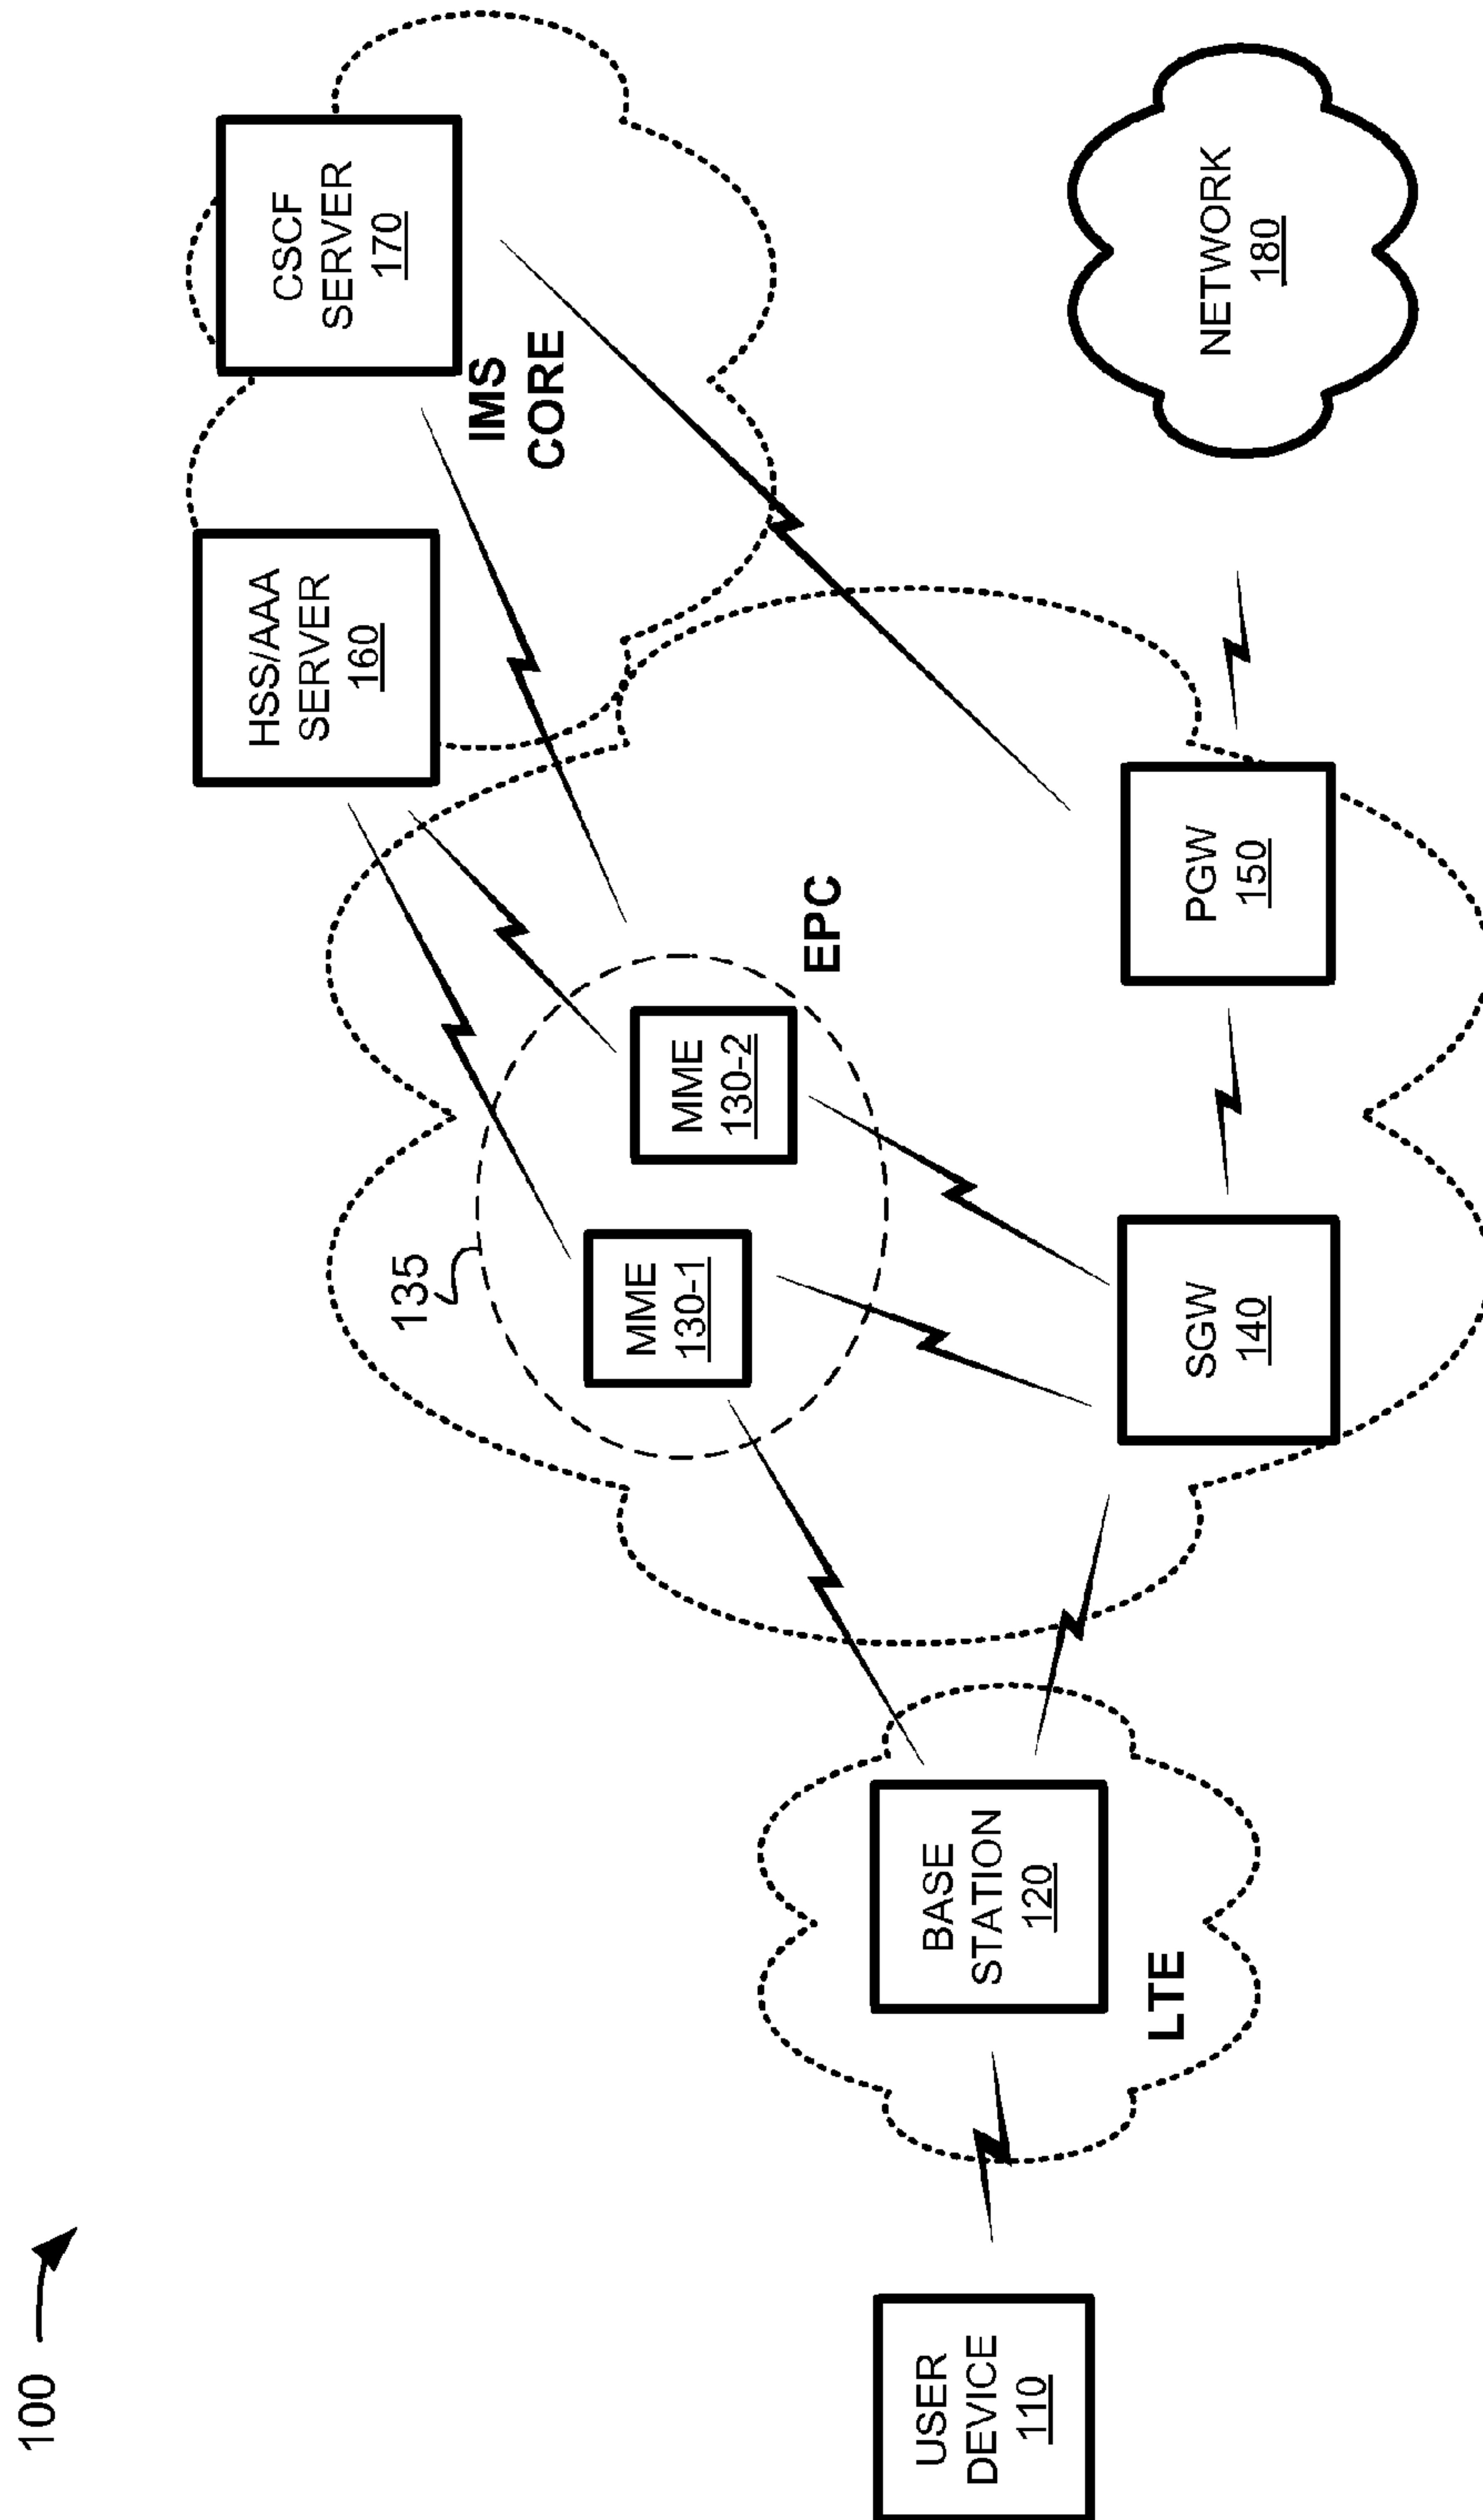 100
HSS/AAA
SERVER
160
CSCF
SERVER
170
IMS
CORE
135
MME
130-1
MME
130-2
EPC
USER
DEVICE
110
BASE
STATION
120
LTE
SGW
140
PGW
150
NETWORK
180